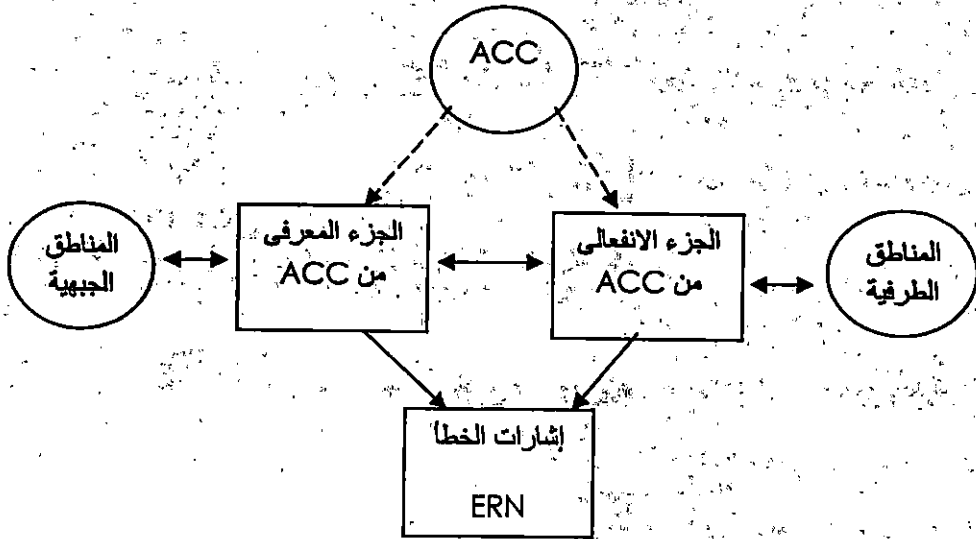 ACC
المناطق
الجبهية
الجزء المعرفى
من ACC
الجزء الانفعالى
من ACC
المناطق
الطرفية
إشارات الخطأ
ERN